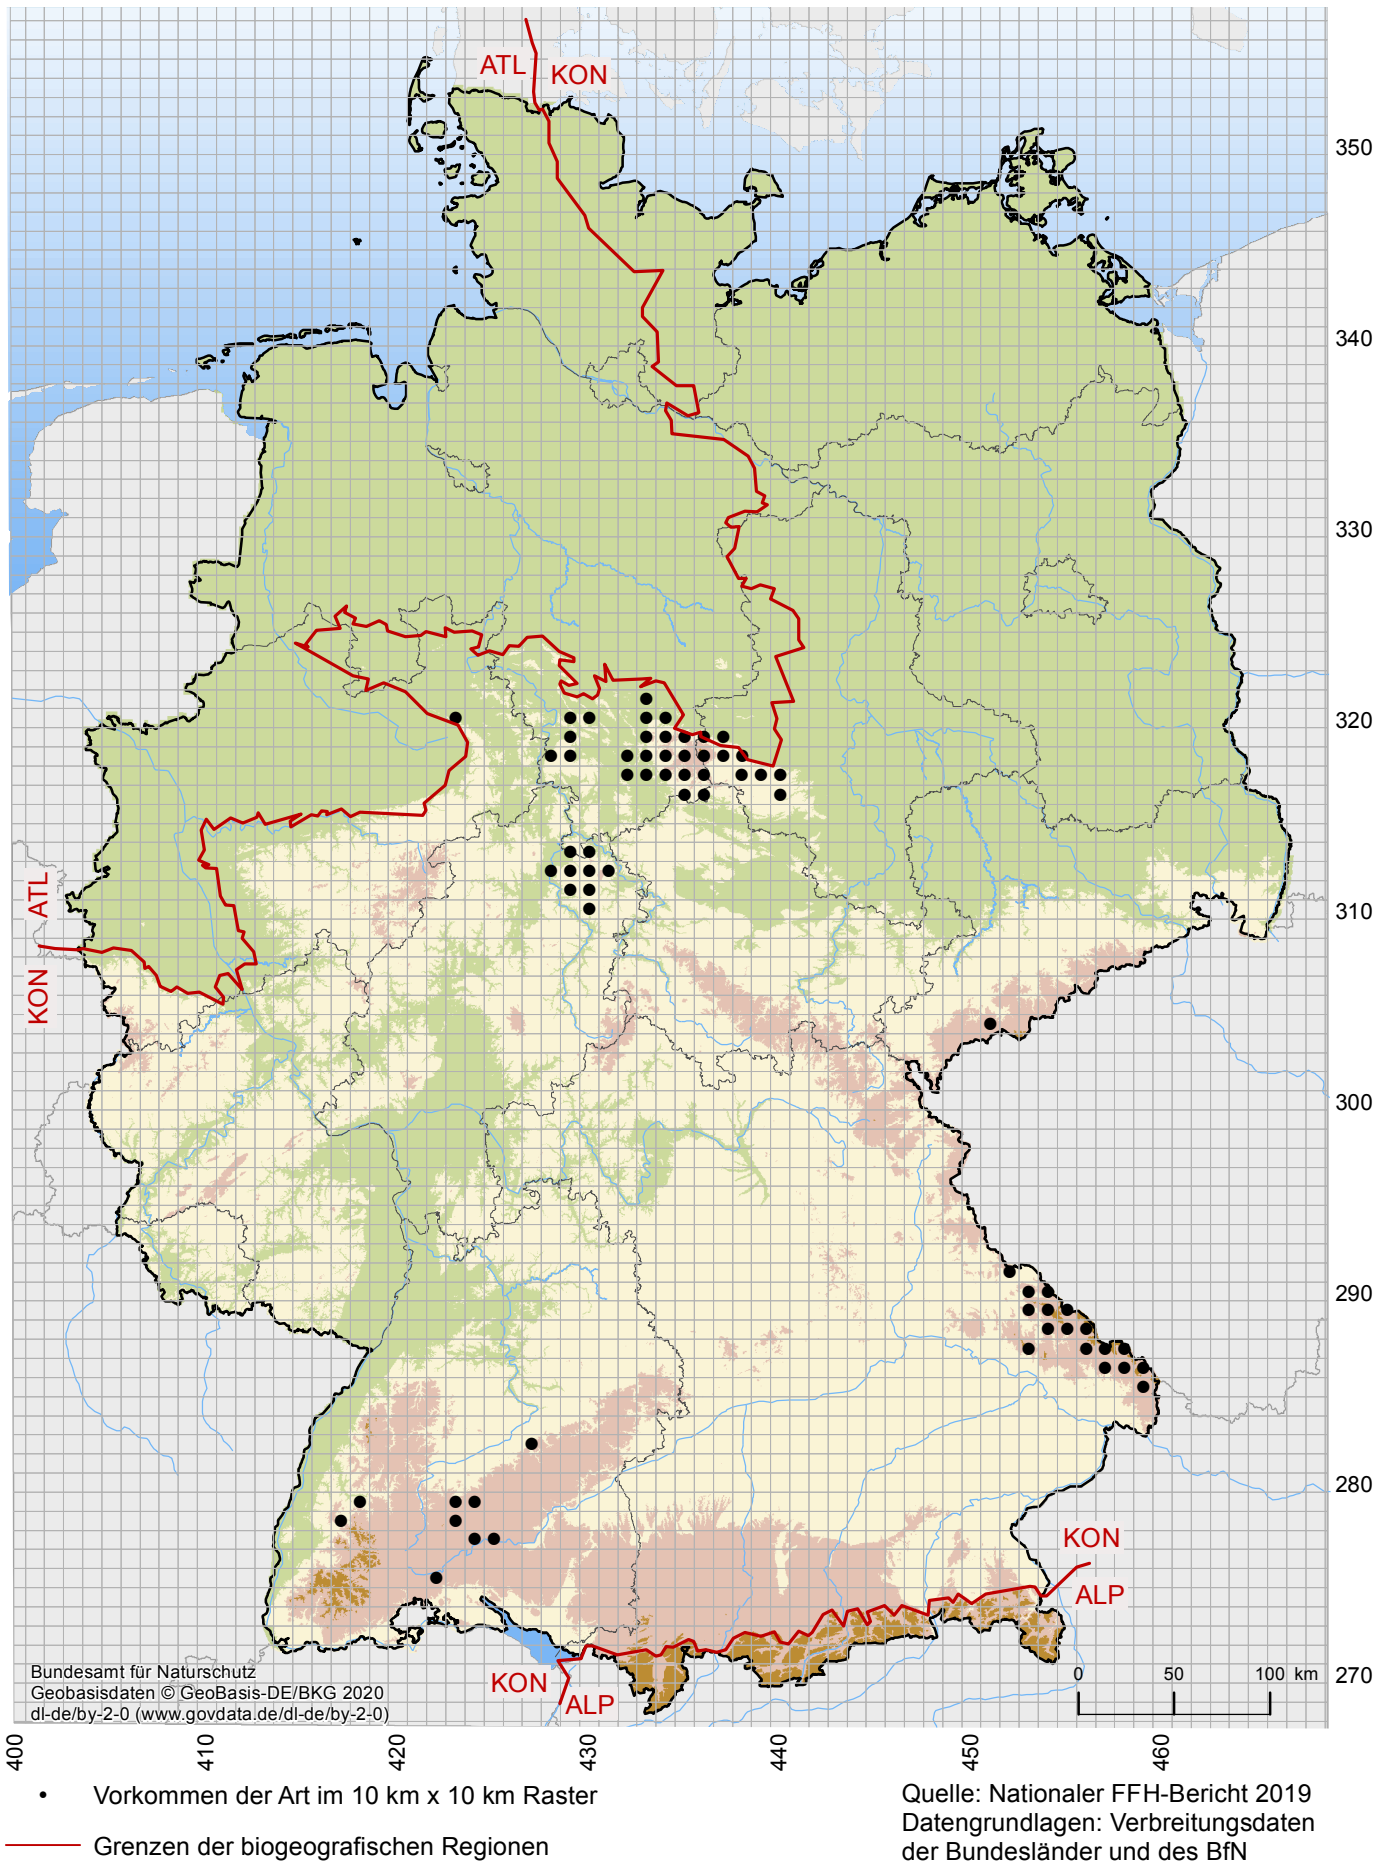 ATL
KON
350
340
330
320
ATL
310
KON
300
290
280
KON
ALP
270
KON
ALP
0 50 100 km
Bundesamt für Naturschutz
Geobasisdaten © GeoBasis-DE/BKG 2020
dl-de/by-2-0 (www.govdata.de/dl-de/by-2-0)
400 410 420 430 440 450 460
• Vorkommen der Art im 10 km x 10 km Raster
Grenzen der biogeografischen Regionen
Quelle: Nationaler FFH-Bericht 2019
Datengrundlagen: Verbreitungsdaten
der Bundesländer und des BfN